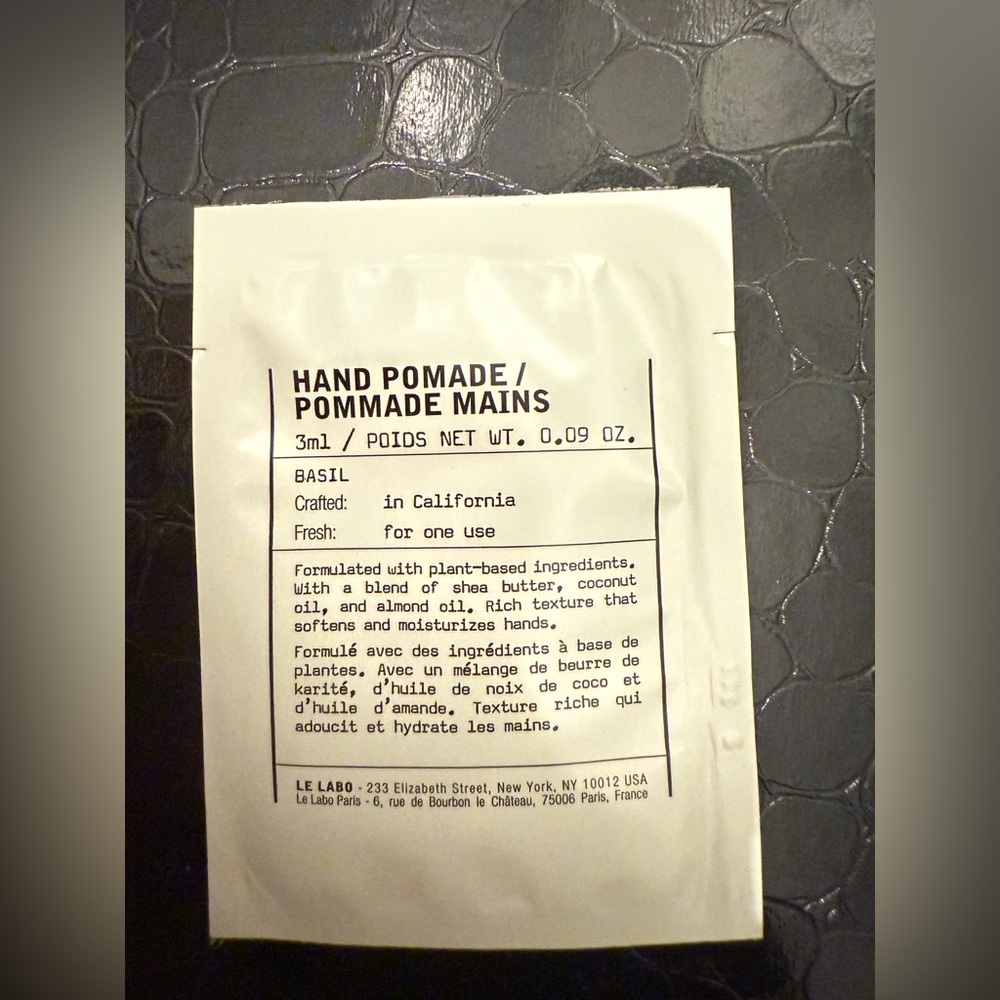 HAND POMADE /
POMMADE MAINS
3ml / POIDS NET WT. 0.09 OZ.
BASIL
Crafted: in California
Fresh: for one use
Formulated with plant-based ingredients.
With a blend of shea butter, coconut
oil, and almond oil. Rich texture that
softens and moisturizes hands.
Formulé avec des ingrédients à base de
plantes. Avec un mélange de beurre de
karité, d'huile de noix de coco et
d'huile d'amande. Texture riche qui
adoucit et hydrate les mains.
LE LABO - 233 Elizabeth Street, New York, NY 10012 USA
Le Labo Paris - 6, rue de Bourbon le Château, 75006 Paris, France